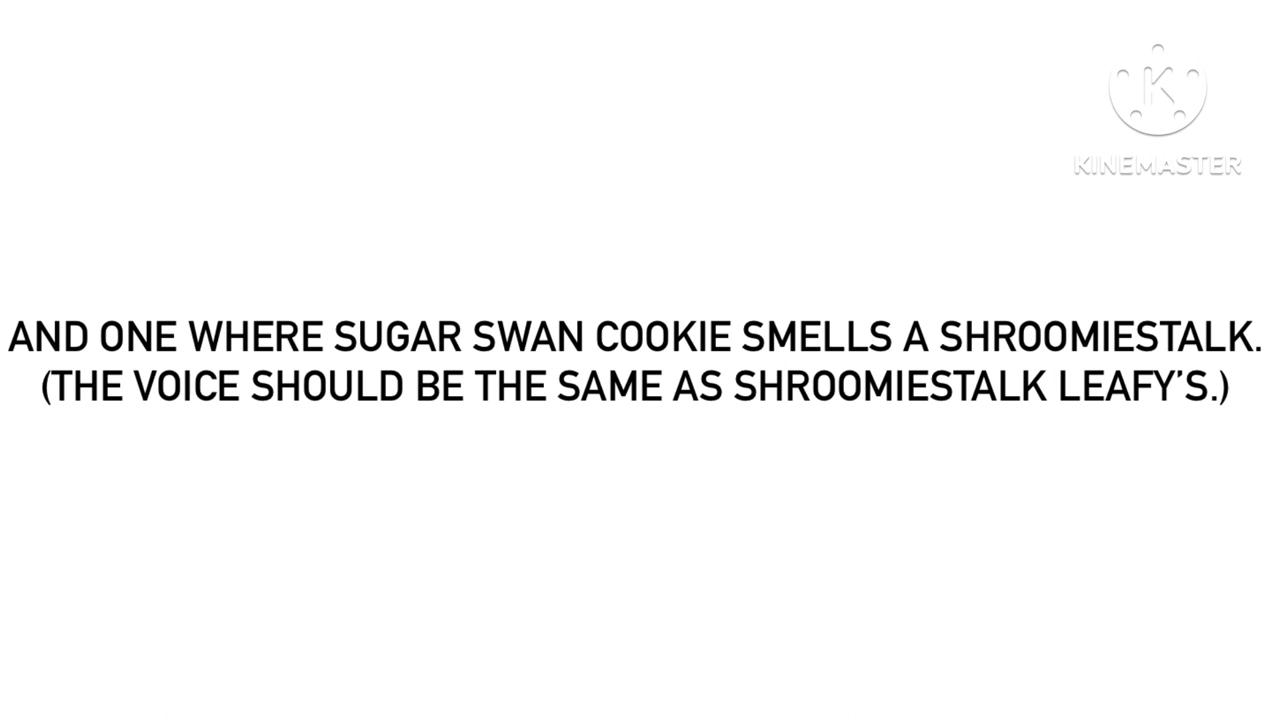 KINEMASTER
AND ONE WHERE SUGAR SWAN COOKIE SMELLS A SHROOMIESTALK.
(THE VOICE SHOULD BE THE SAME AS SHROOMIESTALK LEAFY’S.)